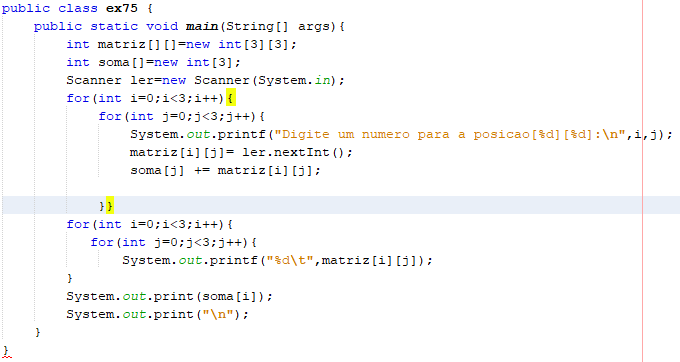 public class ex75 {
    public static void main(String[] args){
        int matriz[][]=new int[3][3];
        int soma[]=new int[3];
        Scanner ler=new Scanner(System.in);
        for(int i=0;i<3;i++){
            for(int j=0;j<3;j++){
                System.out.printf("Digite um numero para a posicao[%d][%d]:\n",i,j);
                matriz[i][j]= ler.nextInt();
                soma[j] += matriz[i][j];
            }}
        for(int i=0;i<3;i++){
           for(int j=0;j<3;j++){
               System.out.printf("%d\t",matriz[i][j]);
        }
        System.out.print(soma[i]);
        System.out.print("\n");
    }
}